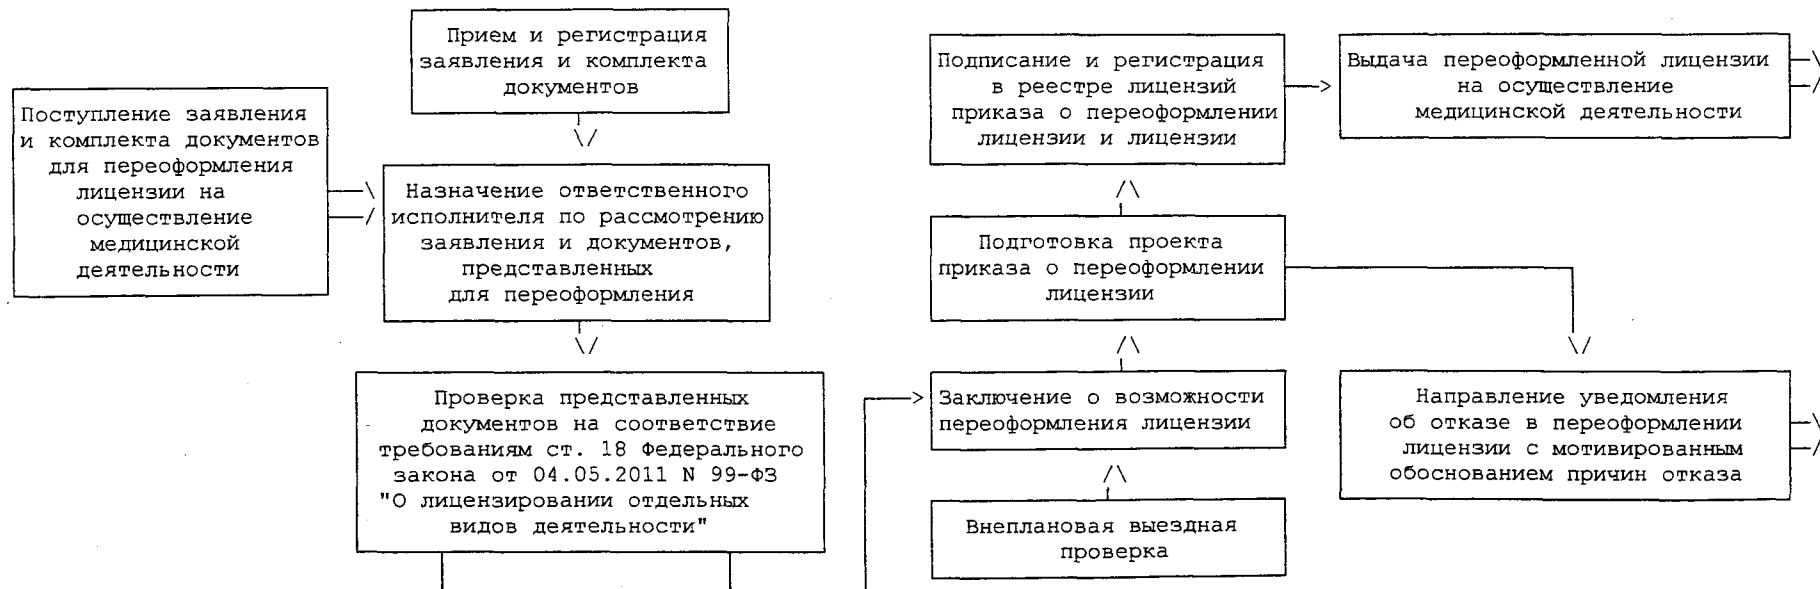 Поступление заявления
и комплекта документов
для переоформления
лицензии на
осуществление
медицинской
деятельности
Прием и регистрация
заявления и комплекта
документов
Назначение ответственного
исполнителя по рассмотрению
заявления и документов,
представленных
для переоформления
Проверка представленных
документов на соответствие
требованиям ст. 18 Федерального
закона от 04.05.2011 N 99-ФЗ
"О лицензировании отдельных
видов деятельности"
Подписание и регистрация
в реестре лицензий
приказа о переоформлении
лицензии и лицензии
Подготовка проекта
приказа о переоформлении
лицензии
Заключение о возможности
переоформления лицензии
Внеплановая выездная
проверка
Выдача переоформленной лицензии
на осуществление
медицинской деятельности
Направление уведомления
об отказе в переоформлении
лицензии с мотивированным
обоснованием причин отказа